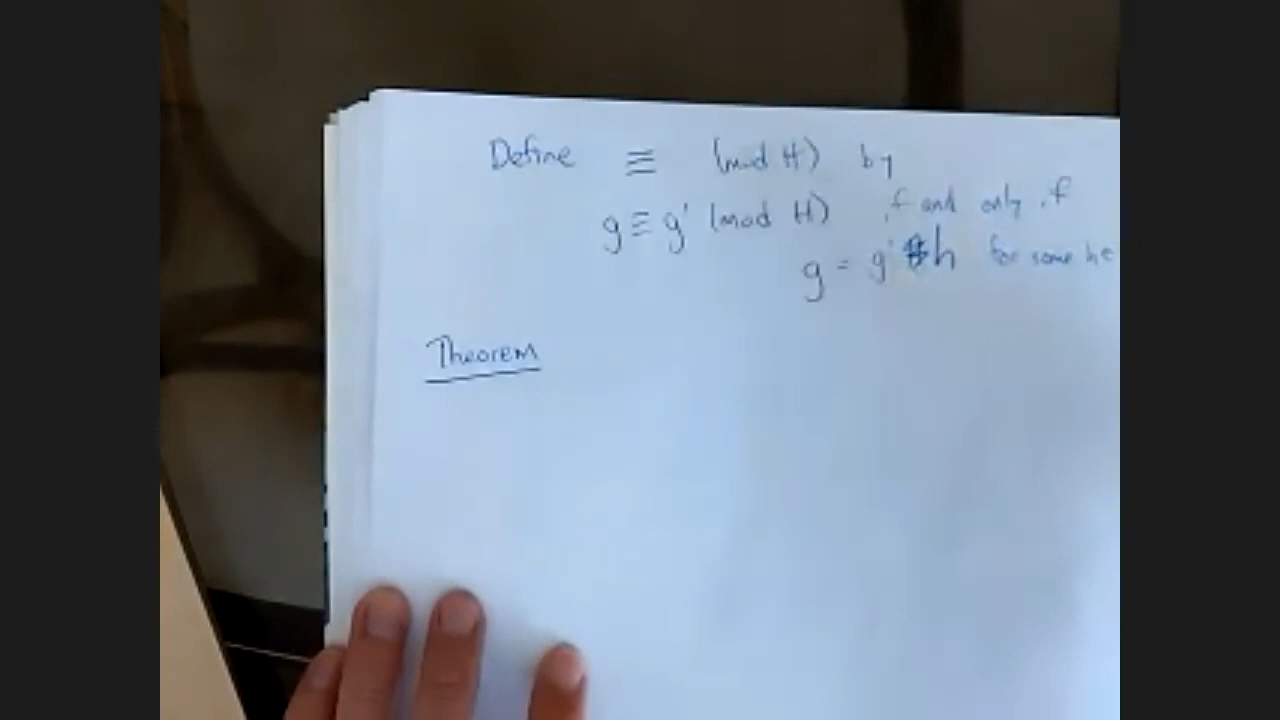 Define ≡ (mod H) by
g ≡ g' (mod H) if and only if
g = g' h for some h ∈
Theorem